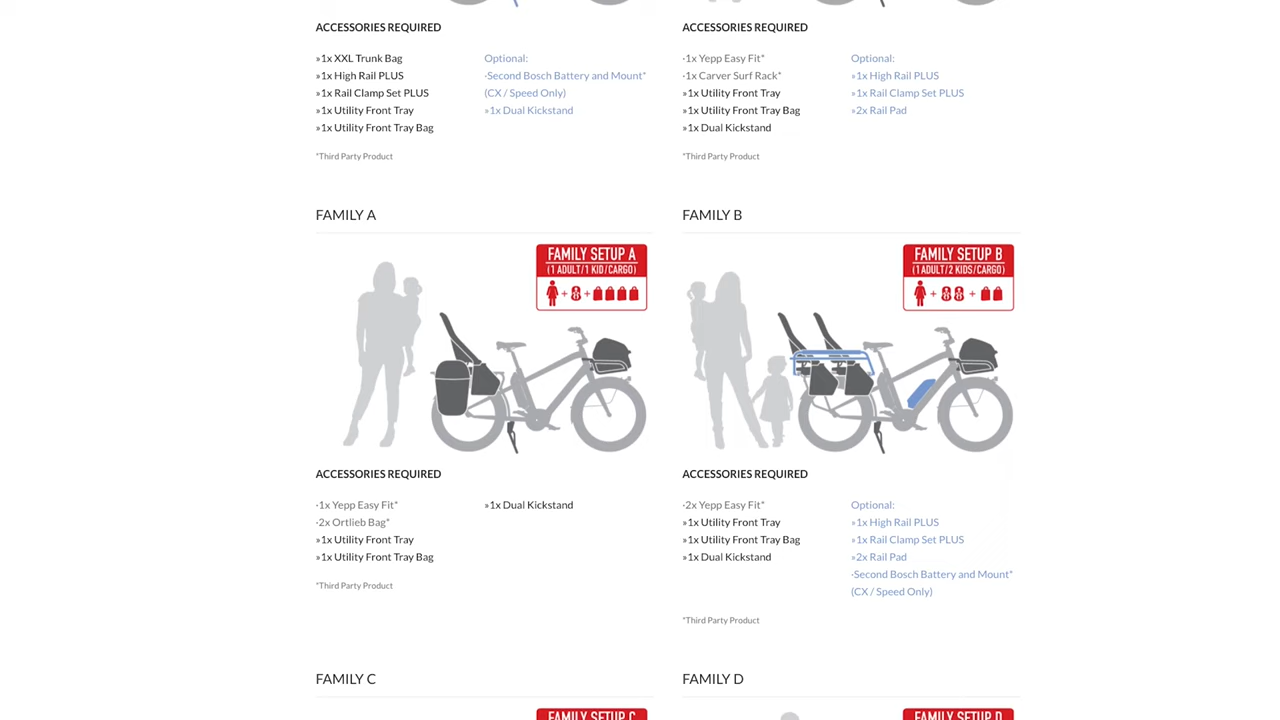 ACCESSORIES REQUIRED
»1x XXL Trunk Bag
»1x High Rail PLUS
»1x Rail Clamp Set PLUS
»1x Utility Front Tray
»1x Utility Front Tray Bag
Optional:
·Second Bosch Battery and Mount*
(CX / Speed Only)
»1x Dual Kickstand
*Third Party Product
ACCESSORIES REQUIRED
·1x Yepp Easy Fit*
·1x Carver Surf Rack*
»1x Utility Front Tray
»1x Utility Front Tray Bag
»1x Dual Kickstand
Optional:
»1x High Rail PLUS
»1x Rail Clamp Set PLUS
»2x Rail Pad
*Third Party Product
FAMILY A
FAMILY SETUP A
(1 ADULT/1 KID/CARGO)
ACCESSORIES REQUIRED
·1x Yepp Easy Fit*
·2x Ortlieb Bag*
»1x Utility Front Tray
»1x Utility Front Tray Bag
»1x Dual Kickstand
*Third Party Product
FAMILY B
FAMILY SETUP B
(1 ADULT/2 KIDS/CARGO)
ACCESSORIES REQUIRED
·2x Yepp Easy Fit*
»1x Utility Front Tray
»1x Utility Front Tray Bag
»1x Dual Kickstand
Optional:
»1x High Rail PLUS
»1x Rail Clamp Set PLUS
»2x Rail Pad
·Second Bosch Battery and Mount*
(CX / Speed Only)
*Third Party Product
FAMILY C
FAMILY SETUP C
FAMILY D
FAMILY SETUP D